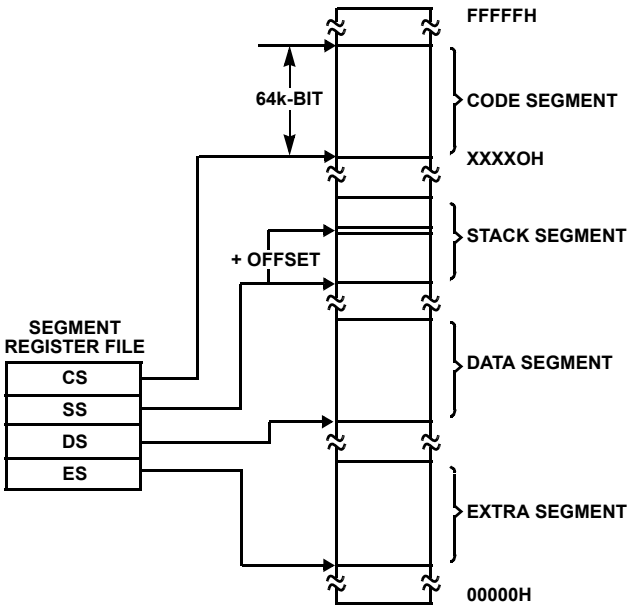 FFFFFH
64k-BIT
CODE SEGMENT
XXXXOH
STACK SEGMENT
+ OFFSET
SEGMENT
REGISTER FILE
CS
SS
DS
ES
DATA SEGMENT
EXTRA SEGMENT
00000H